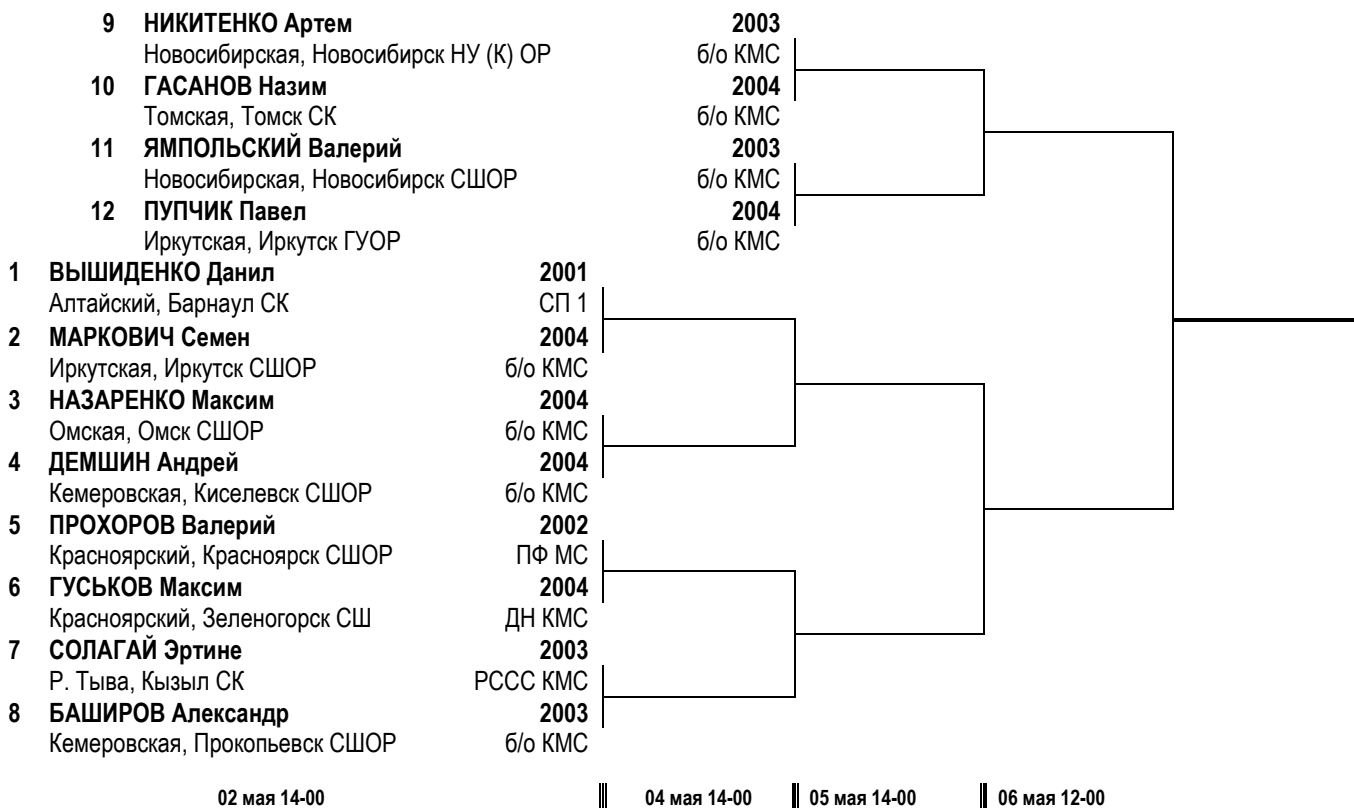 9 НИКИТЕНКО Артем 2003
Новосибирская, Новосибирск НУ (К) ОР б/о КМС
10 ГАСАНОВ Назим 2004
Томская, Томск СК б/о КМС
11 ЯМПОЛЬСКИЙ Валерий 2003
Новосибирская, Новосибирск СШОР б/о КМС
12 ПУПЧИК Павел 2004
Иркутская, Иркутск ГУОР б/о КМС
1 ВЫШИДЕНКО Данил 2001
Алтайский, Барнаул СК СП 1
2 МАРКОВИЧ Семен 2004
Иркутская, Иркутск СШОР б/о КМС
3 НАЗАРЕНКО Максим 2004
Омская, Омск СШОР б/о КМС
4 ДЕМШИН Андрей 2004
Кемеровская, Киселевск СШОР б/о КМС
5 ПРОХОРОВ Валерий 2002
Красноярский, Красноярск СШОР ПФ МС
6 ГУСЬКОВ Максим 2004
Красноярский, Зеленогорск СШ ДН КМС
7 СОЛАГАЙ Эртине 2003
Р. Тыва, Кызыл СК РССС КМС
8 БАШИРОВ Александр 2003
Кемеровская, Прокопьевск СШОР б/о КМС
02 мая 14-00 04 мая 14-00 05 мая 14-00 06 мая 12-00